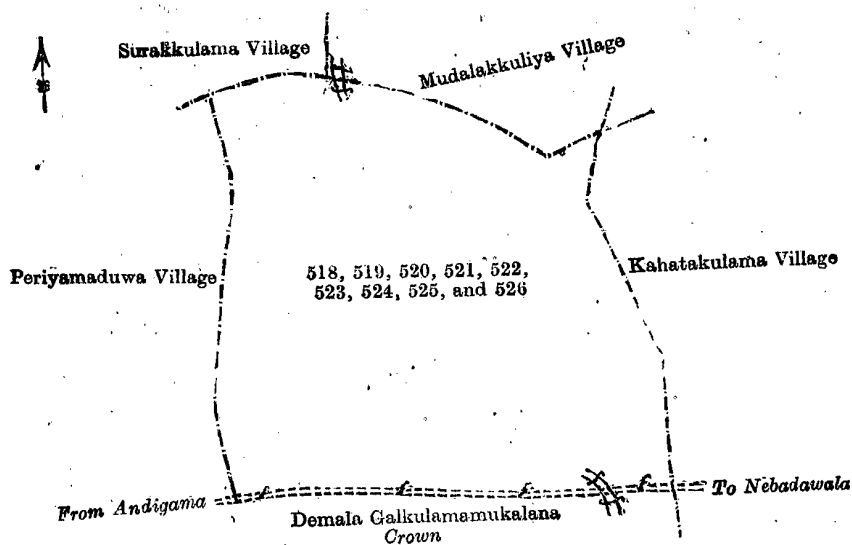 Surakkulama Village
Mudalakkuliya Village
Periyamaduwa Village
518, 519, 520, 521, 522,
523, 524, 525, and 526
Kahatakulama Village
From Andigama
To Nebadawala
Demala Galkulamamukalana
Crown